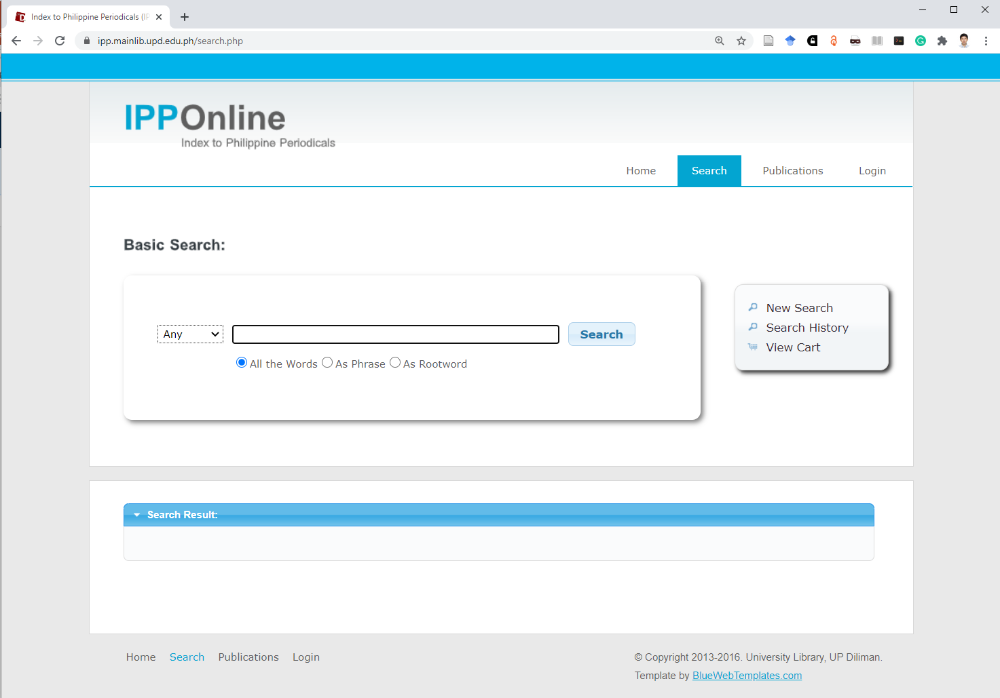 Index to Philippine Periodicals (IP
ipp.mainlib.upd.edu.ph/search.php
IPPOnline
Index to Philippine Periodicals
Home Search Publications Login
Basic Search:
Any Search
All the Words As Phrase As Rootword
New Search
Search History
View Cart
Search Result:
Home Search Publications Login
© Copyright 2013-2016. University Library, UP Diliman.
Template by BlueWebTemplates.com